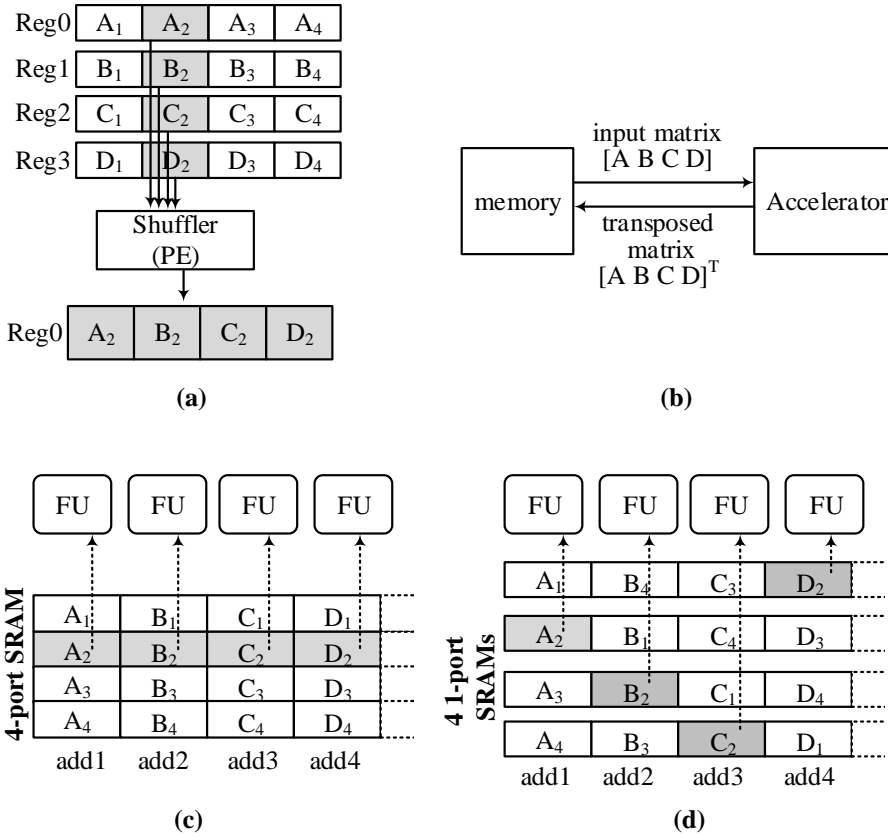 Reg0 A₁ A₂ A₃ A₄
Reg1 B₁ B₂ B₃ B₄
Reg2 C₁ C₂ C₃ C₄
Reg3 D₁ D₂ D₃ D₄
Shuffler
(PE)
Reg0 A₂ B₂ C₂ D₂
(a)
input matrix
[A B C D]
memory
Accelerator
transposed
matrix
[A B C D]ᵀ
(b)
FU FU FU FU
4-port SRAM
A₁ B₁ C₁ D₁
A₂ B₂ C₂ D₂
A₃ B₃ C₃ D₃
A₄ B₄ C₄ D₄
add1 add2 add3 add4
(c)
FU FU FU FU
4 1-port
SRAMs
A₁ B₄ C₃ D₂
A₂ B₁ C₄ D₃
A₃ B₂ C₁ D₄
A₄ B₃ C₂ D₁
add1 add2 add3 add4
(d)